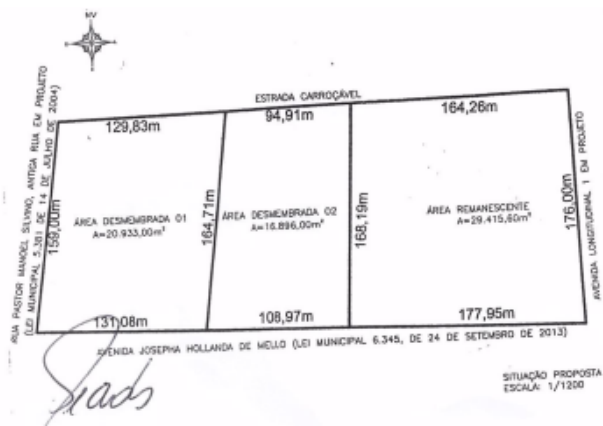 NV
ESTRADA CARROÇÁVEL
129,83m
94,91m
164,26m
RUA PASTOR MANOEL SILVINO, ANTIGA RUA EM PROJETO
(LEI MUNICIPAL 5.381 DE 14 DE JULHO DE 2004)
159,00m
ÁREA DESMEMBRADA 01
A=20.933,00m²
164,71m
ÁREA DESMEMBRADA 02
A=16.896,00m²
168,19m
ÁREA REMANESCENTE
A=29.415,60m²
176,00m
AVENIDA LONGITUDINAL 1 EM PROJETO
131,08m
108,97m
177,95m
AVENIDA JOSEPHA HOLLANDA DE MELLO (LEI MUNICIPAL 6.345, DE 24 DE SETEMBRO DE 2013)
SITUAÇÃO PROPOSTA
ESCALA: 1/1200